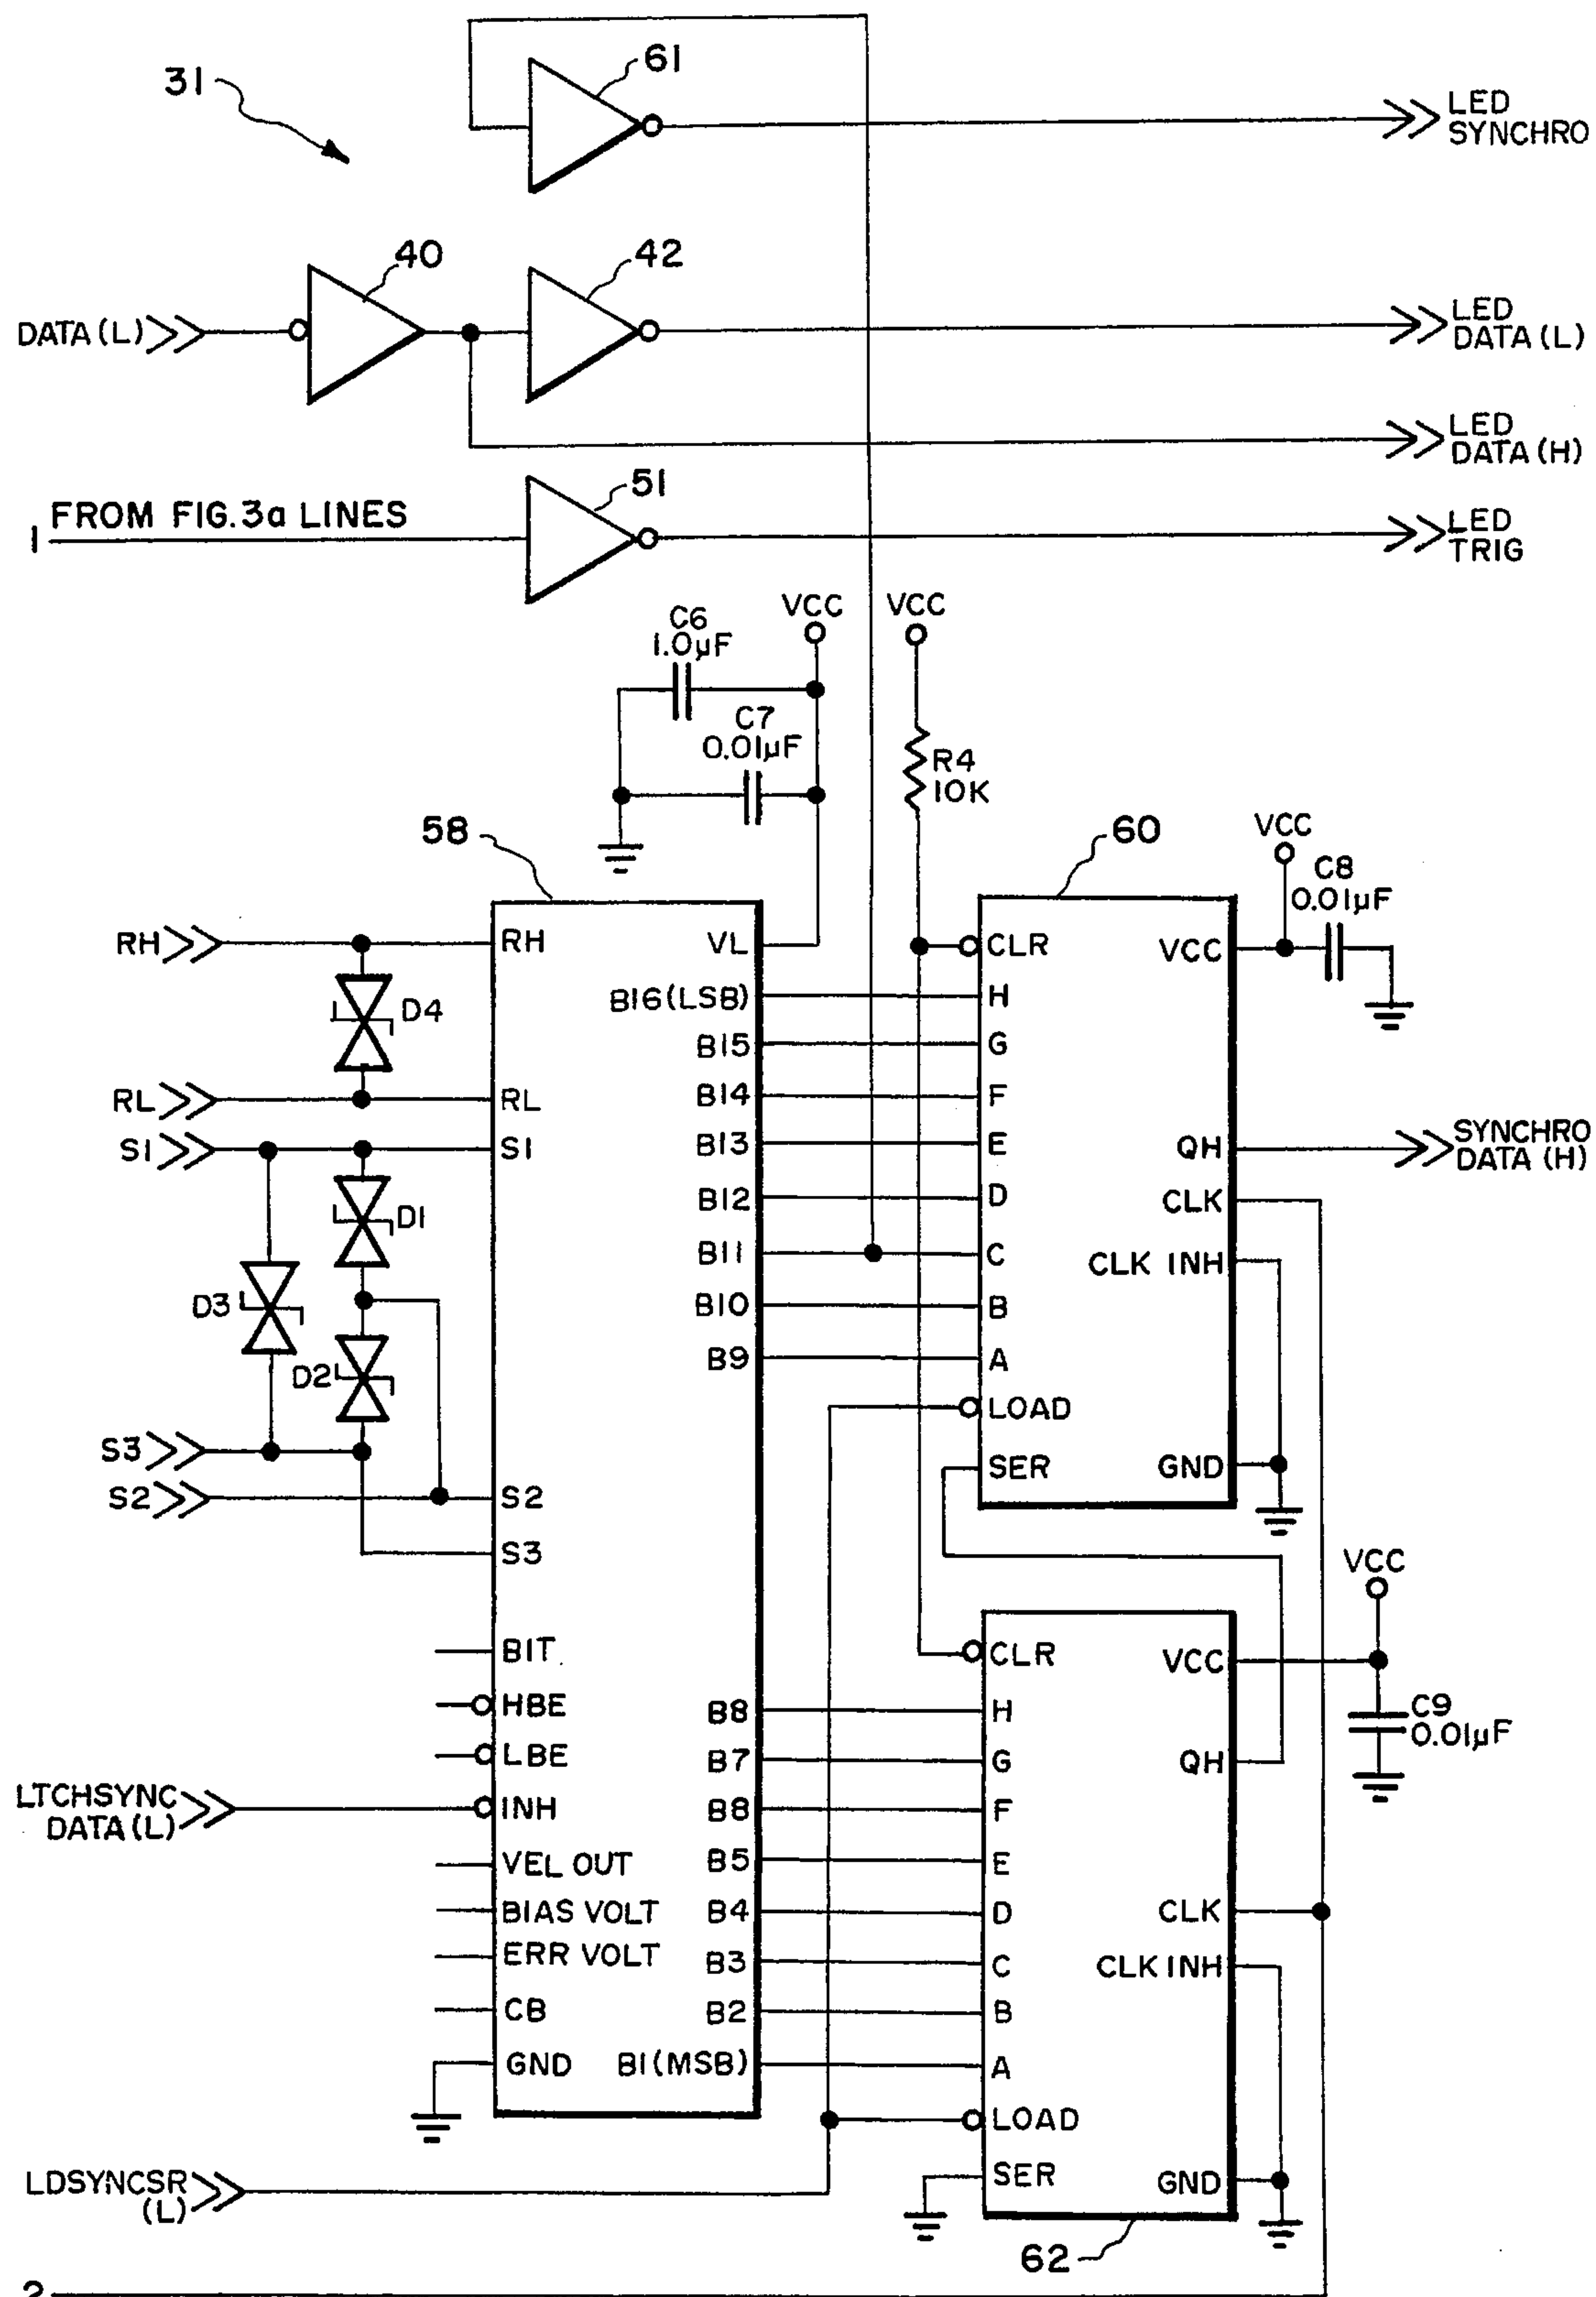 31
61
LED
SYNCHRO
40
42
DATA(L)
LED
DATA(L)
LED
DATA(H)
51
FROM FIG.3a LINES
1
LED
TRIG
VCC
VCC
C6
1.0µF
C7
0.01µF
R4
10K
58
60
VCC
C8
0.01µF
RH
RH
VL
CLR
VCC
B16(LSB)
H
D4
B15
G
RL
RL
B14
F
S1
S1
B13
E
QH
SYNCHRO
DATA(H)
B12
D
CLK
D1
B11
C
CLK INH
D3
B10
B
D2
B9
A
LOAD
S3
SER
GND
S2
S2
S3
VCC
BIT
CLR
VCC
HBE
B8
H
C9
0.01µF
LBE
B7
G
QH
LTCHSYNC
DATA(L)
INH
B8
F
VEL OUT
B5
E
BIAS VOLT
B4
D
CLK
ERR VOLT
B3
C
CLK INH
CB
B2
B
GND
B1(MSB)
A
LOAD
LDSYNCSR
(L)
SER
GND
62
2